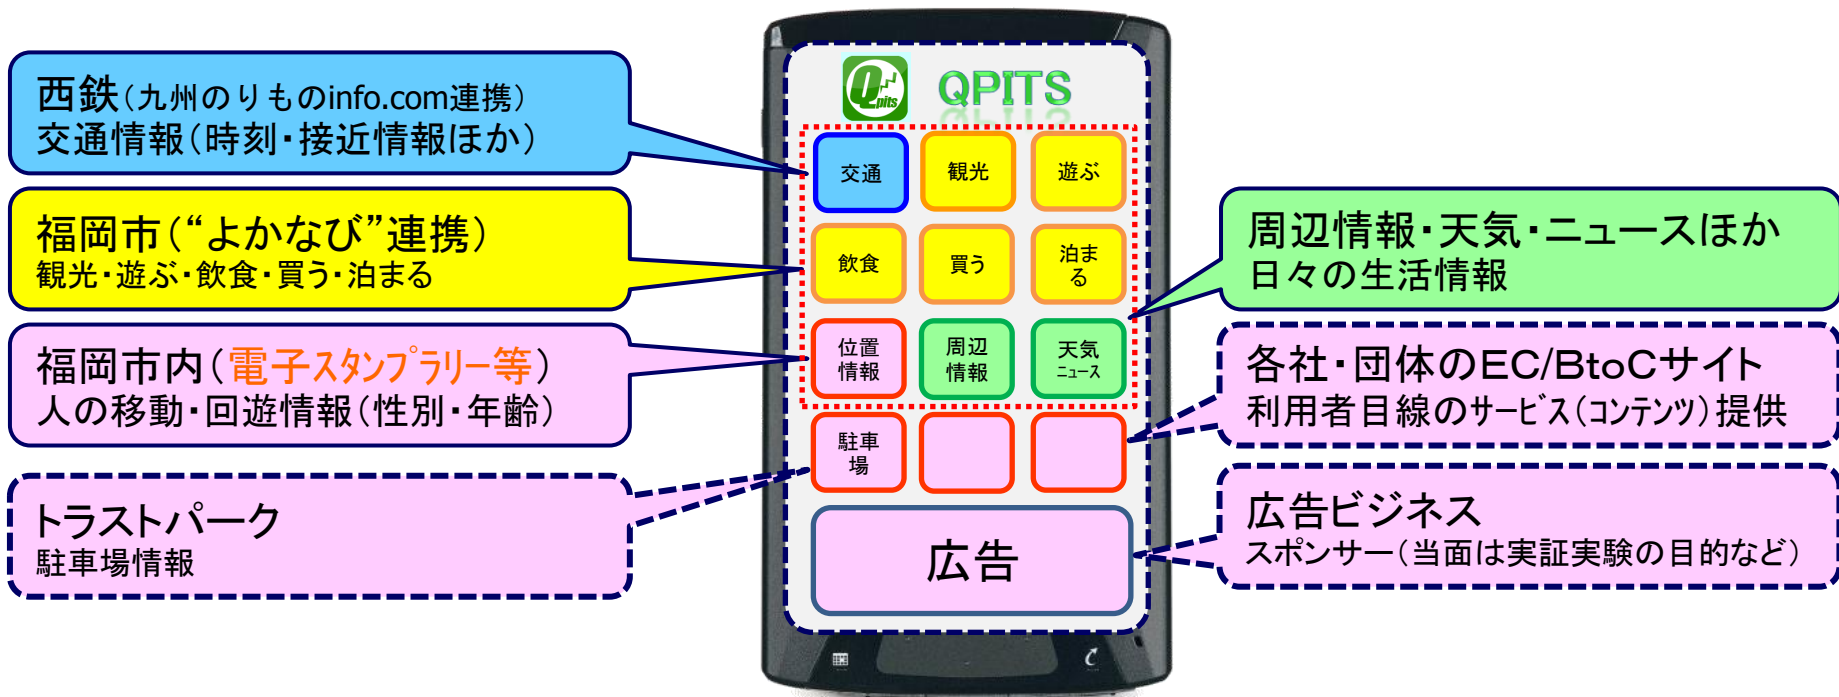 西鉄（九州のりものinfo.com連携）
交通情報（時刻・接近情報ほか）
福岡市（“よかなび”連携）
観光・遊ぶ・飲食・買う・泊まる
福岡市内（電子スタンプラリー等）
人の移動・回遊情報（性別・年齢）
トラストパーク
駐車場情報
Qpits
QPITS
交通
観光
遊ぶ
飲食
買う
泊ま
る
位置
情報
周辺
情報
天気
ニュース
駐車
場
広告
周辺情報・天気・ニュースほか
日々の生活情報
各社・団体のEC/BtoCサイト
利用者目線のサービス（コンテンツ）提供
広告ビジネス
スポンサー（当面は実証実験の目的など）